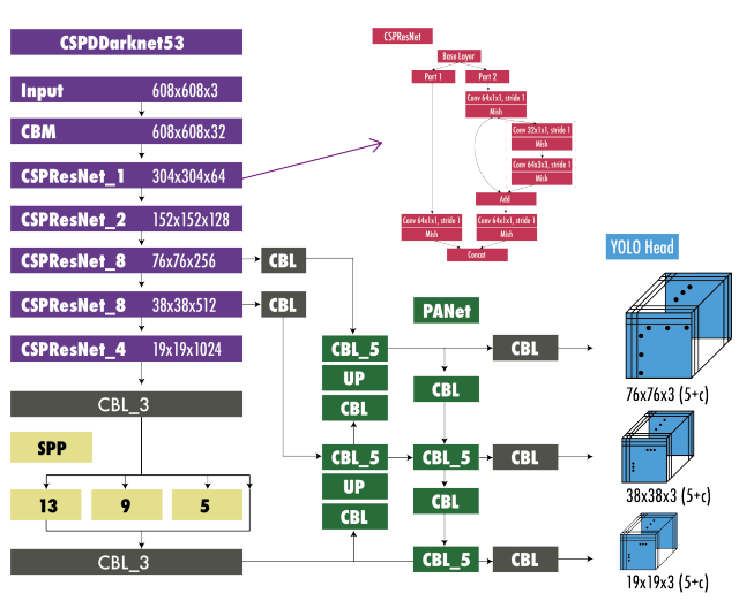 CSPDDarknet53
Input 608x608x3
CBM 608x608x32
CSPResNet_1 304x304x64
CSPResNet_2 152x152x128
CSPResNet_8 76x76x256
CSPResNet_8 38x38x512
CSPResNet_4 19x19x1024
CBL_3
SPP
13 9 5
CBL_3
CSPResNet
Base Layer
Part 1 Part 2
Conv 64x1x1, stride 1
Mish
Conv 32x1x1, stride 1
Mish
Conv 64x3x3, stride 1
Mish
Add
Conv 64x1x1, stride 1 Conv 64x1x1, stride 1
Mish Mish
Concat
CBL
CBL
PANet
CBL_5
UP
CBL
CBL_5
UP
CBL
CBL
CBL_5
CBL
CBL_5
CBL
CBL
CBL
YOLO Head
76x76x3 (5+c)
38x38x3 (5+c)
19x19x3 (5+c)